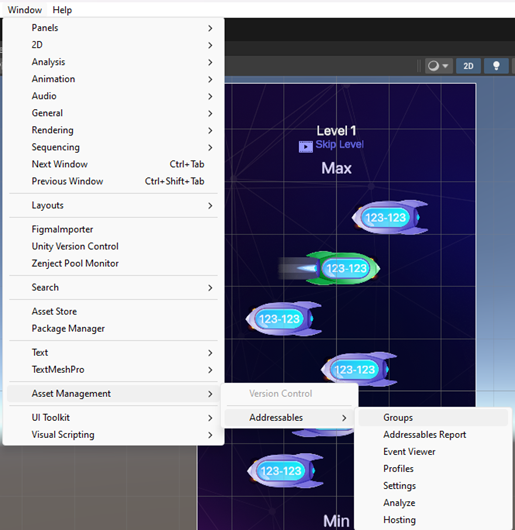 Window Help
Panels
2D
Analysis
Animation
Audio
General
Rendering
Sequencing
Next Window Ctrl+Tab
Previous Window Ctrl+Shift+Tab
Layouts
FigmaImporter
Unity Version Control
Zenject Pool Monitor
Search
Asset Store
Package Manager
Text
TextMeshPro
Asset Management
UI Toolkit
Visual Scripting
Version Control
Addressables
Groups
Addressables Report
Event Viewer
Profiles
Settings
Analyze
Hosting
2D
Level 1
Skip Level
Max
123-123
123-123
123-123
123-123
123-123
Min